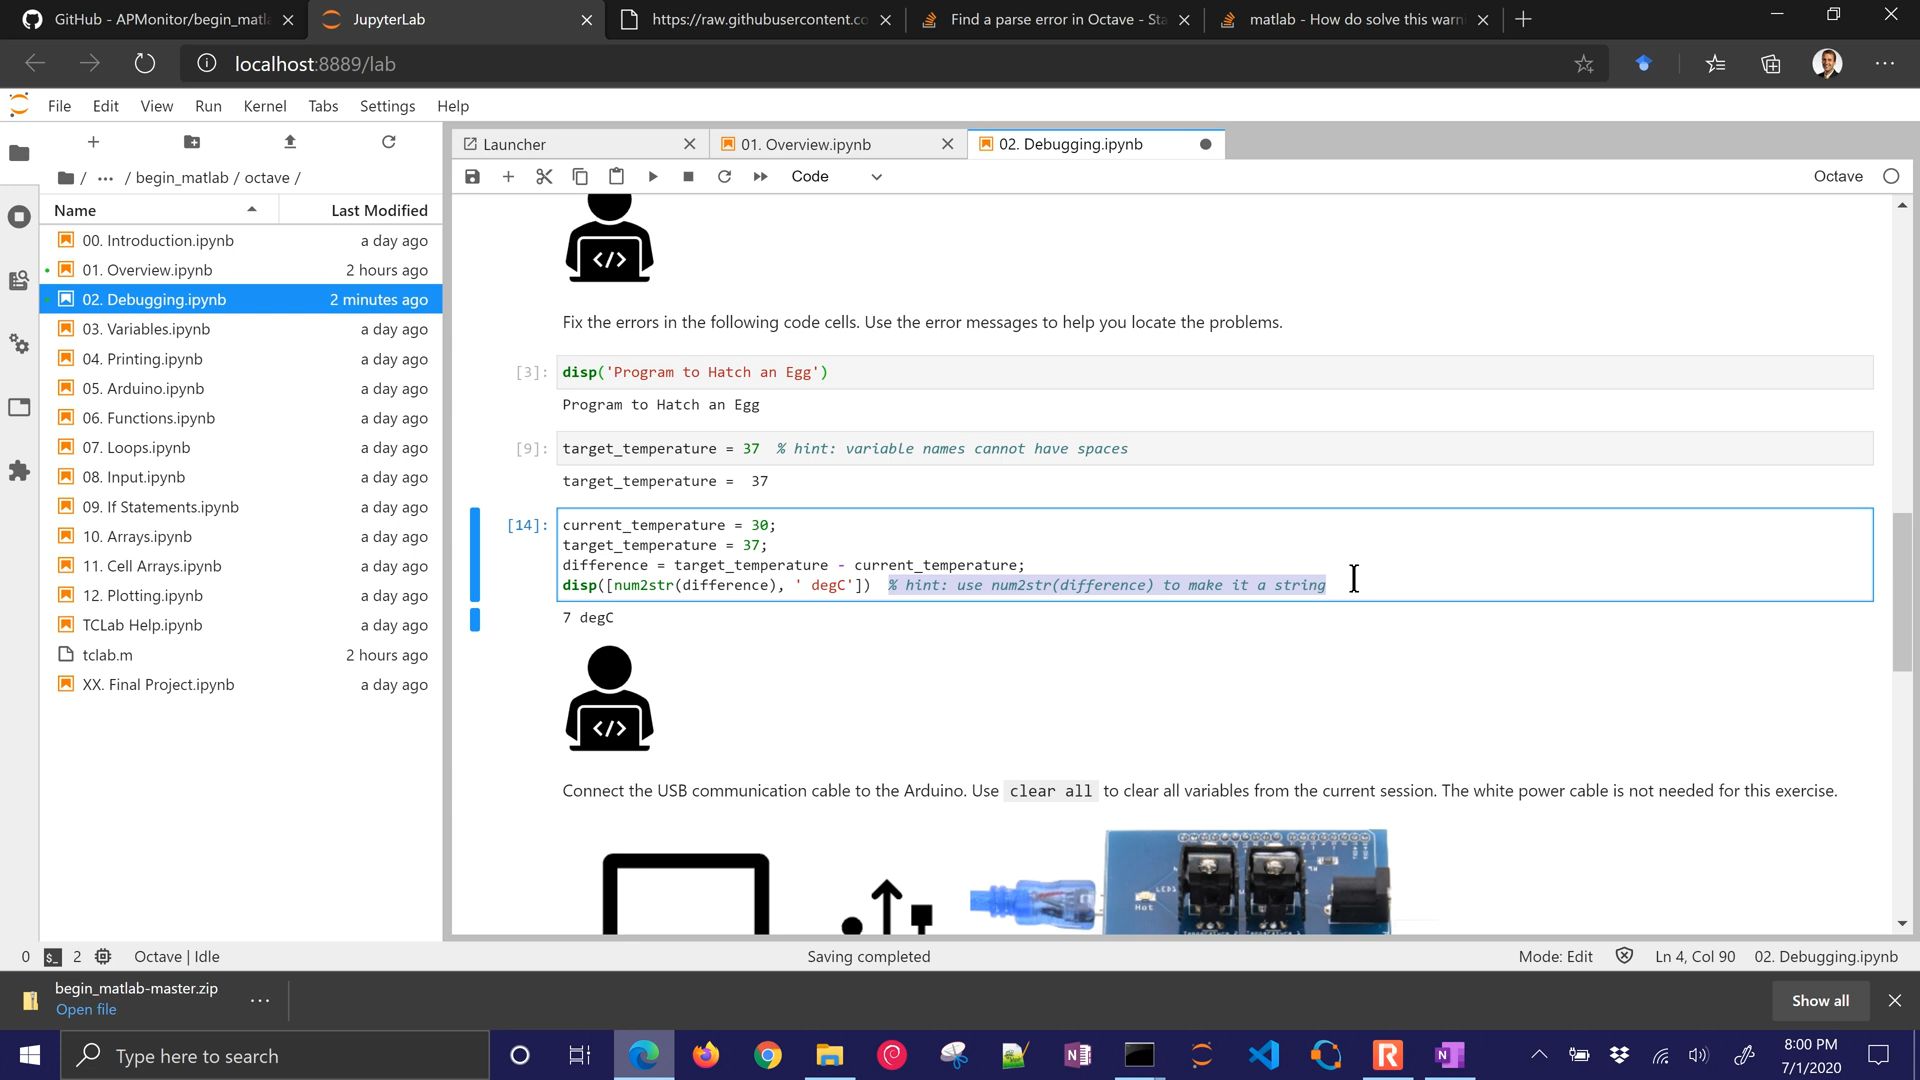 GitHub - APMonitor/begin_matl
JupyterLab
https://raw.githubusercontent.co
Find a parse error in Octave - Sta
matlab - How do solve this warn
localhost:8889/lab
File Edit View Run Kernel Tabs Settings Help
/ ··· / begin_matlab / octave /
Name Last Modified
00. Introduction.ipynb a day ago
01. Overview.ipynb 2 hours ago
02. Debugging.ipynb 2 minutes ago
03. Variables.ipynb a day ago
04. Printing.ipynb a day ago
05. Arduino.ipynb a day ago
06. Functions.ipynb a day ago
07. Loops.ipynb a day ago
08. Input.ipynb a day ago
09. If Statements.ipynb a day ago
10. Arrays.ipynb a day ago
11. Cell Arrays.ipynb a day ago
12. Plotting.ipynb a day ago
TCLab Help.ipynb a day ago
tclab.m 2 hours ago
XX. Final Project.ipynb a day ago
Launcher
01. Overview.ipynb
02. Debugging.ipynb
Code
Octave
</>
Fix the errors in the following code cells. Use the error messages to help you locate the problems.
[3]: disp('Program to Hatch an Egg')
Program to Hatch an Egg
[9]: target_temperature = 37 % hint: variable names cannot have spaces
target_temperature = 37
[14]: current_temperature = 30;
target_temperature = 37;
difference = target_temperature - current_temperature;
disp([num2str(difference), ' degC']) % hint: use num2str(difference) to make it a string
7 degC
</>
Connect the USB communication cable to the Arduino. Use clear all to clear all variables from the current session. The white power cable is not needed for this exercise.
LED1
Hot
0 $_ 2 Octave | Idle Saving completed Mode: Edit Ln 4, Col 90 02. Debugging.ipynb
begin_matlab-master.zip
Open file
Show all
Type here to search
8:00 PM
7/1/2020